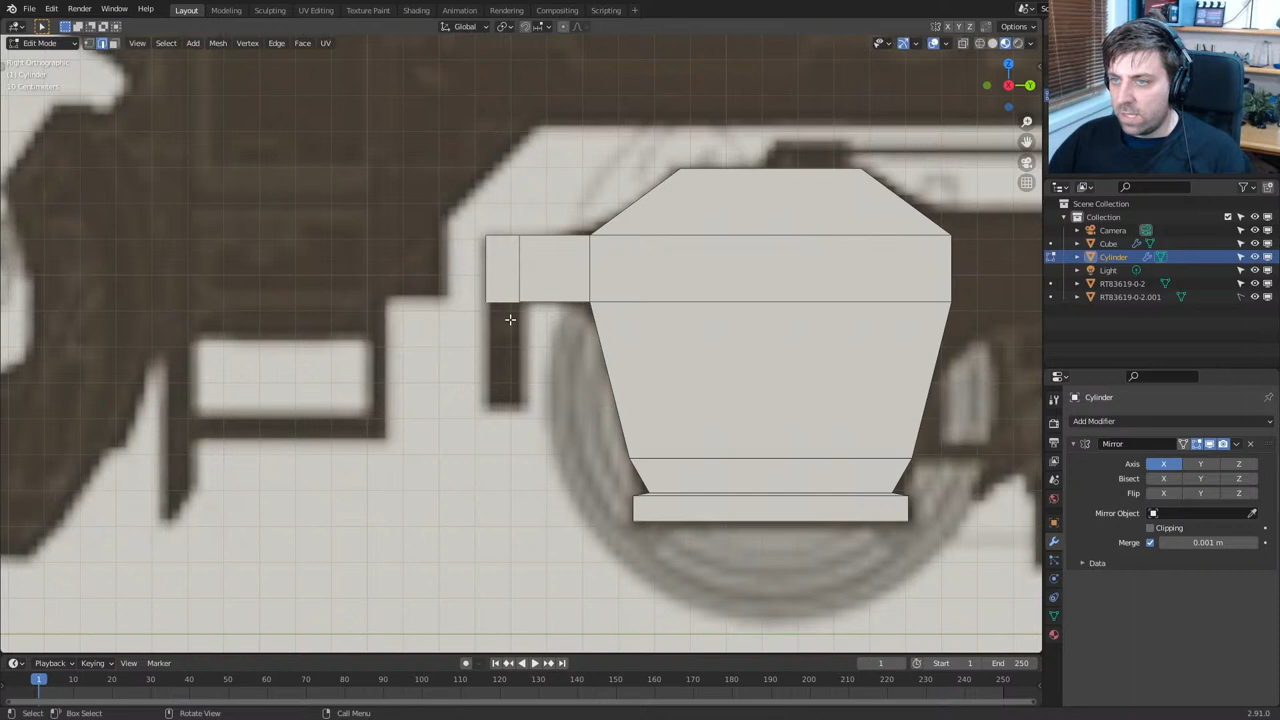 File Edit Render Window Help
Layout Modeling Sculpting UV Editing Texture Paint Shading Animation Rendering Compositing Scripting +
Global X Y Z Options
Edit Mode View Select Add Mesh Vertex Edge Face UV
Right Orthographic
(1) Cylinder
10 Centimeters
Z
X
Y
Scene Collection
Collection
Camera
Cube
Cylinder
Light
RT83619-0-2
RT83619-0-2.001
Cylinder
Add Modifier
Mirror
Axis X Y Z
Bisect X Y Z
Flip X Y Z
Mirror Object
Clipping
Merge 0.001 m
Data
Playback Keying View Marker 1 Start 1 End 250
1 10 20 30 40 50 60 70 80 90 100 110 120 130 140 150 160 170 180 190 200 210 220 230 240 250
Select Box Select Rotate View Call Menu 2.91.0